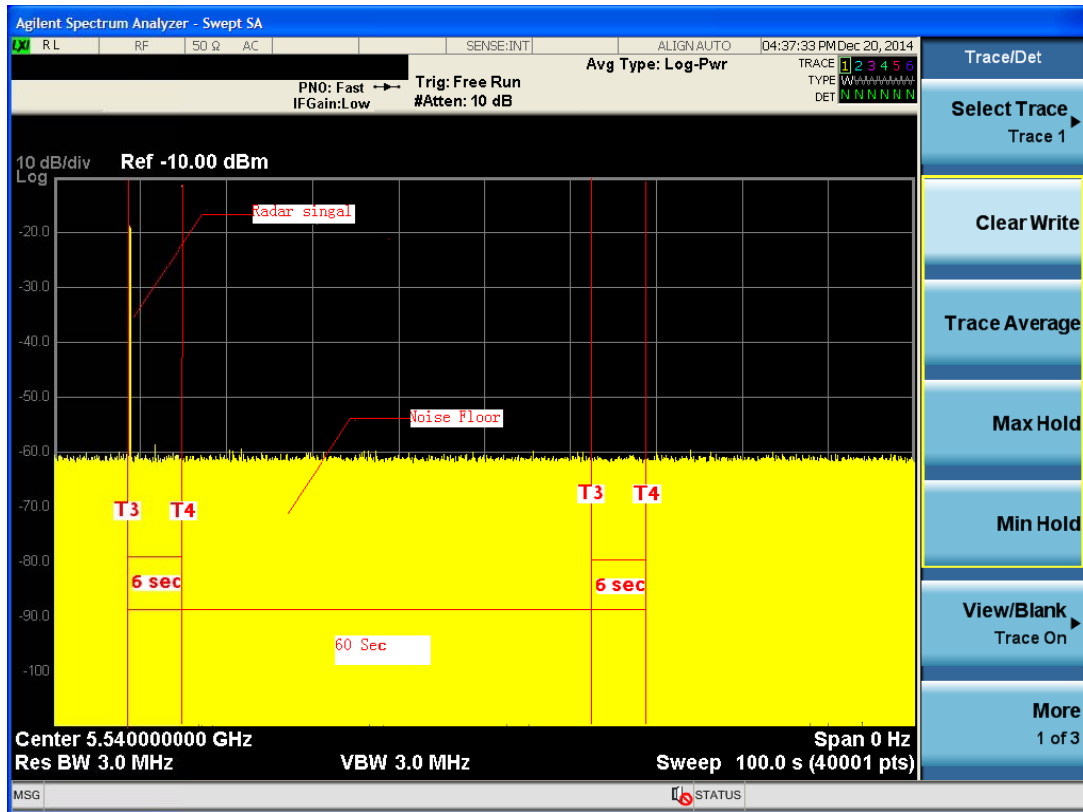 Agilent Spectrum Analyzer - Swept SA
LXI RL RF 50 Ω AC SENSE:INT ALIGN AUTO 04:37:33 PM Dec 20, 2014
Avg Type: Log-Pwr
TRACE 1 2 3 4 5 6
TYPE
DET N N N N N N
PNO: Fast
IFGain:Low
Trig: Free Run
#Atten: 10 dB
10 dB/div
Log
Ref -10.00 dBm
Radar singal
-20.0
-30.0
-40.0
-50.0
Noise Floor
-60.0
-70.0
T3 T4 T3 T4
-80.0
6 sec 6 sec
-90.0
60 Sec
-100
Center 5.540000000 GHz Span 0 Hz
Res BW 3.0 MHz VBW 3.0 MHz Sweep 100.0 s (40001 pts)
MSG STATUS
Trace/Det
Select Trace
Trace 1
Clear Write
Trace Average
Max Hold
Min Hold
View/Blank
Trace On
More
1 of 3